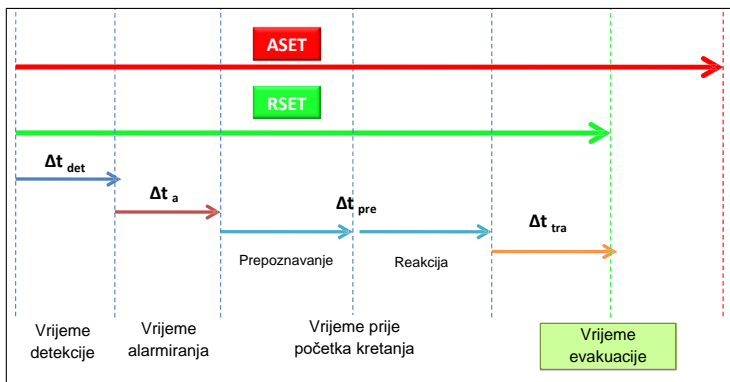 ASET
RSET
Δt det
Δt a
Δt pre
Δt tra
Prepoznavanje
Reakcija
Vrijeme
detekcije
Vrijeme
alarmiranja
Vrijeme prije
početka kretanja
Vrijeme
evakuacije